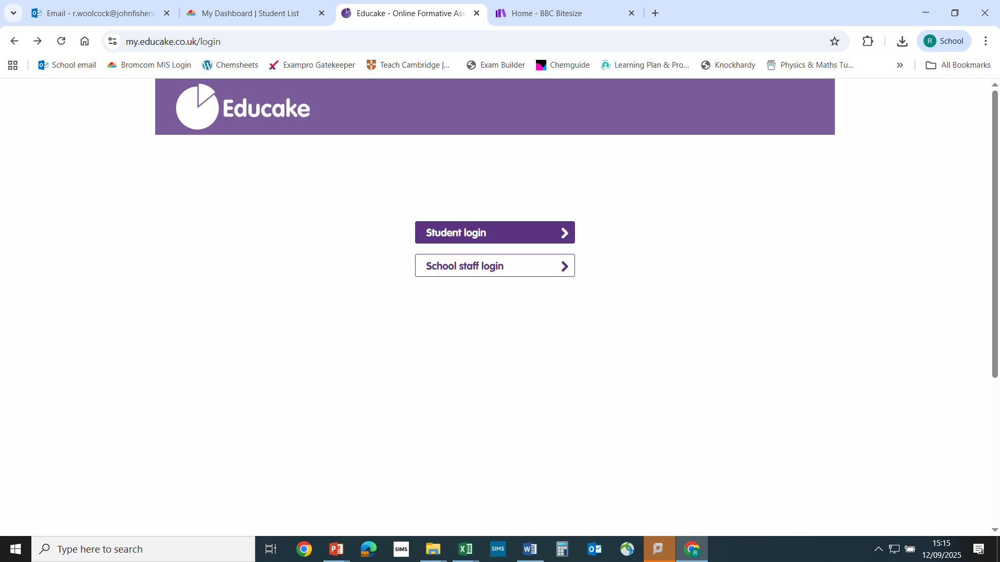 Email - r.woolcock@johnfishers
My Dashboard | Student List
Educake - Online Formative Ass
Home - BBC Bitesize
my.educake.co.uk/login
R School
School email
Bromcom MIS Login
Chemsheets
Exampro Gatekeeper
Teach Cambridge |...
Exam Builder
Chemguide
Learning Plan & Pro...
Knockhardy
Physics & Maths Tu...
All Bookmarks
Educake
Student login
School staff login
Type here to search
SIMS
SIMS
15:15
12/09/2025